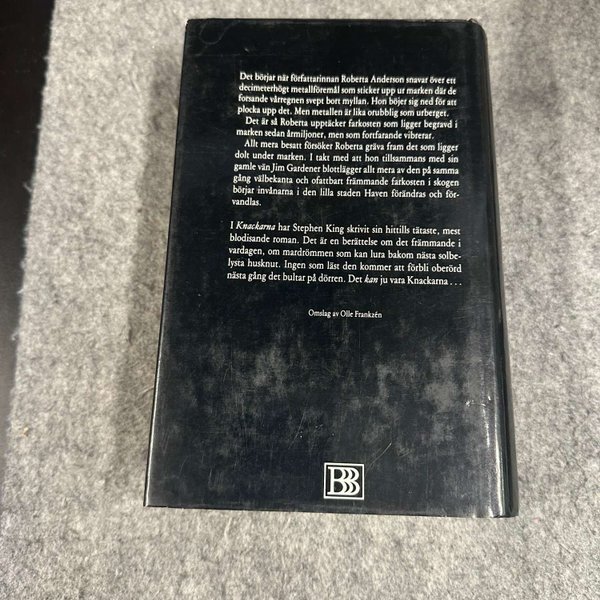 Det börjar när författarinnan Roberta Anderson snavar över ett
decimeterhögt metallföremål som sticker upp ur marken där de
forsande vårregnen svept bort myllan. Hon böjer sig ned för att
plocka upp det. Men metallen är lika orubblig som urberget.
Det är så Roberta upptäcker farkosten som ligger begravd i
marken sedan årmiljoner, men som fortfarande vibrerar.
Allt mera besatt försöker Roberta gräva fram det som ligger
dolt under marken. I takt med att hon tillsammans med sin
gamle vän Jim Gardener blottlägger allt mera av den på samma
gång välbekanta och ofattbart främmande farkosten i skogen
börjar invånarna i den lilla staden Haven förändras och för-
vandlas.
I Knackarna har Stephen King skrivit sin hittills tätaste, mest
blodisande roman. Det är en berättelse om det främmande i
vardagen, om mardrömmen som kan lura bakom nästa solbe-
lysta husknut. Ingen som läst den kommer att förbli oberörd
nästa gång det bultar på dörren. Det kan ju vara Knackarna . . .
Omslag av Olle Frankzén
BBB